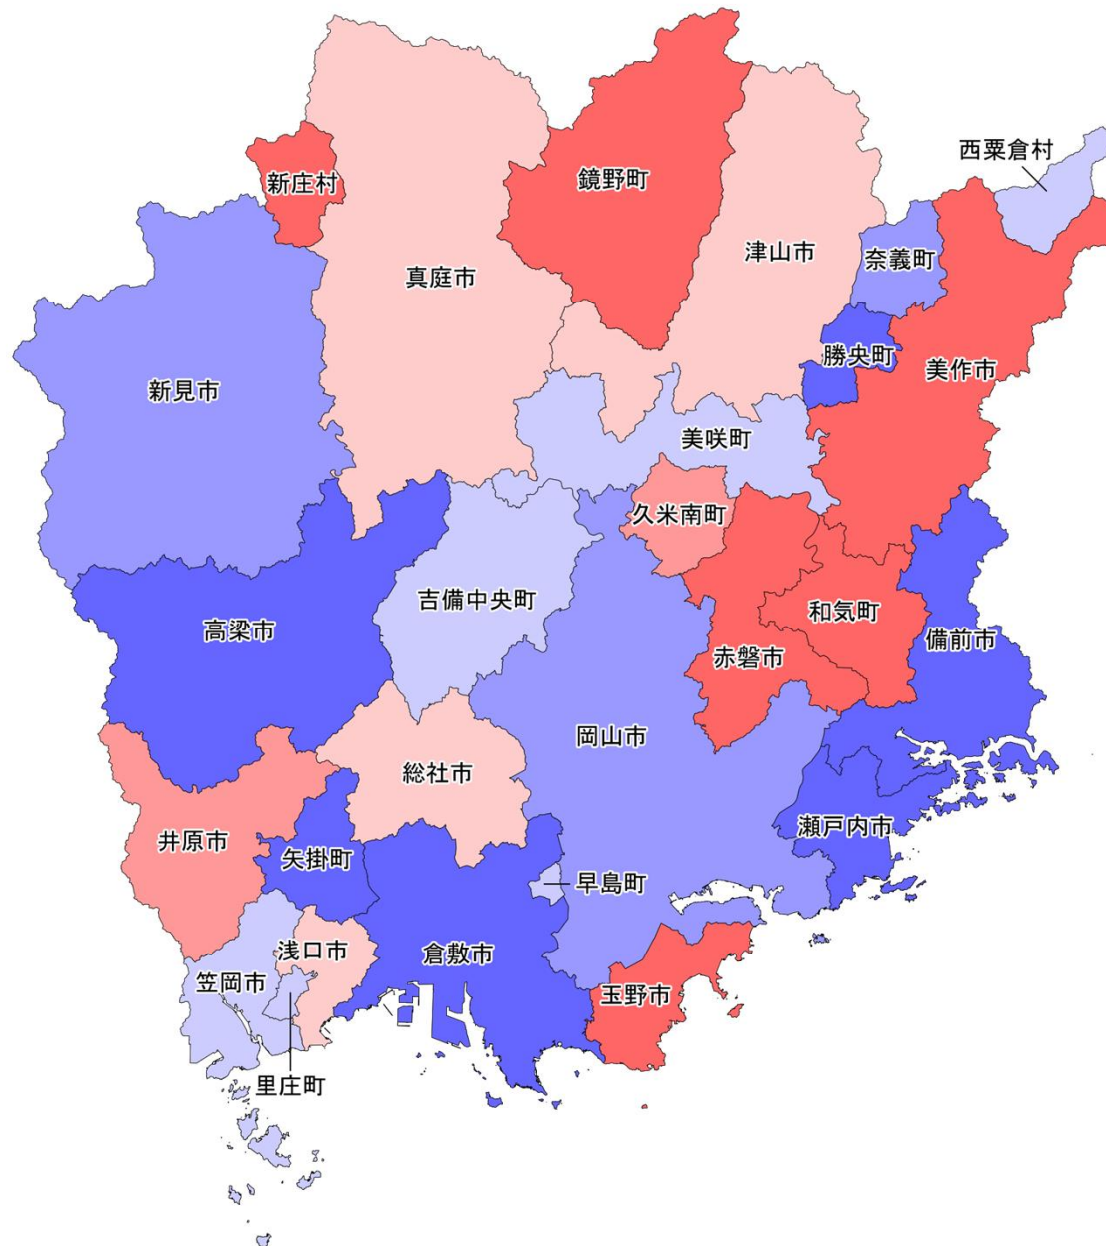 西粟倉村
新庄村
鏡野町
津山市
奈義町
真庭市
勝央町
美作市
新見市
美咲町
久米南町
吉備中央町
和気町
高梁市
備前市
赤磐市
岡山市
総社市
瀬戸内市
井原市
矢掛町
早島町
浅口市
倉敷市
笠岡市
玉野市
里庄町